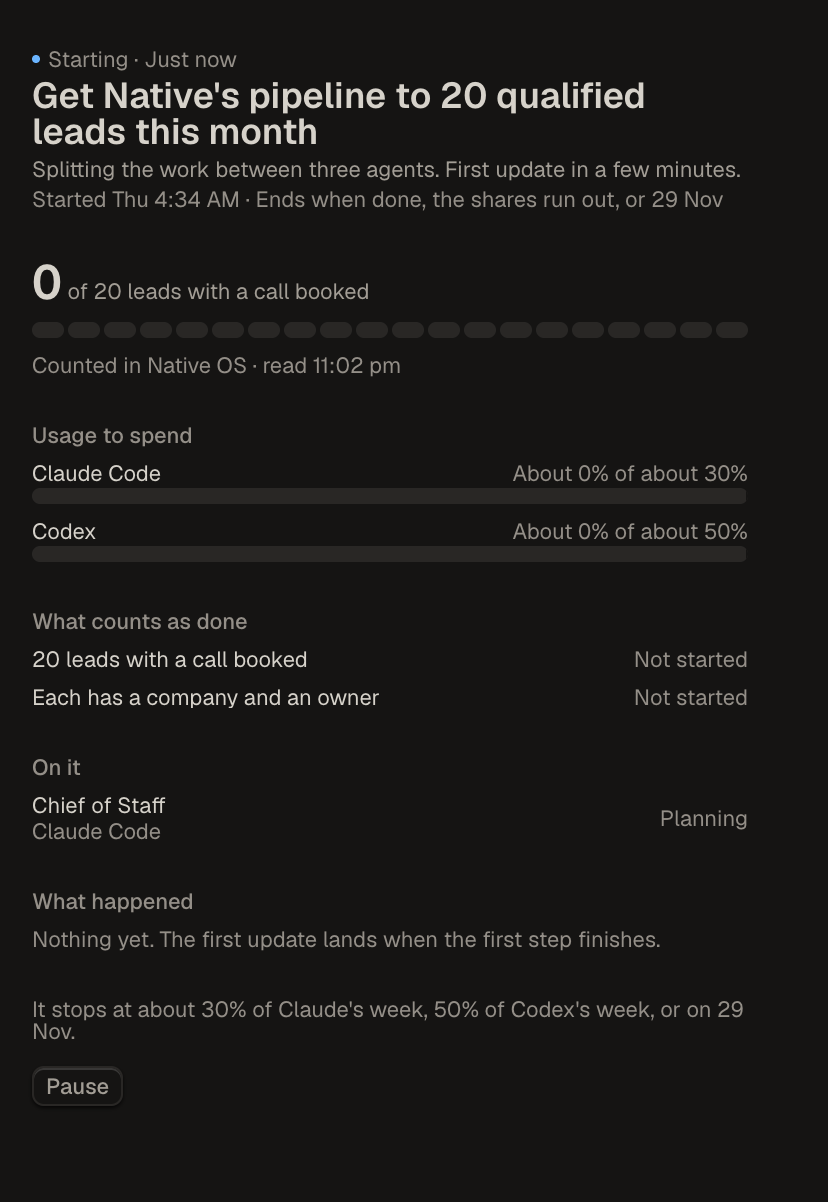 Starting · Just now
Get Native's pipeline to 20 qualified
leads this month
Splitting the work between three agents. First update in a few minutes.
Started Thu 4:34 AM · Ends when done, the shares run out, or 29 Nov
0 of 20 leads with a call booked
Counted in Native OS · read 11:02 pm
Usage to spend
Claude Code About 0% of about 30%
Codex About 0% of about 50%
What counts as done
20 leads with a call booked Not started
Each has a company and an owner Not started
On it
Chief of Staff
Claude Code
Planning
What happened
Nothing yet. The first update lands when the first step finishes.
It stops at about 30% of Claude's week, 50% of Codex's week, or on 29
Nov.
Pause